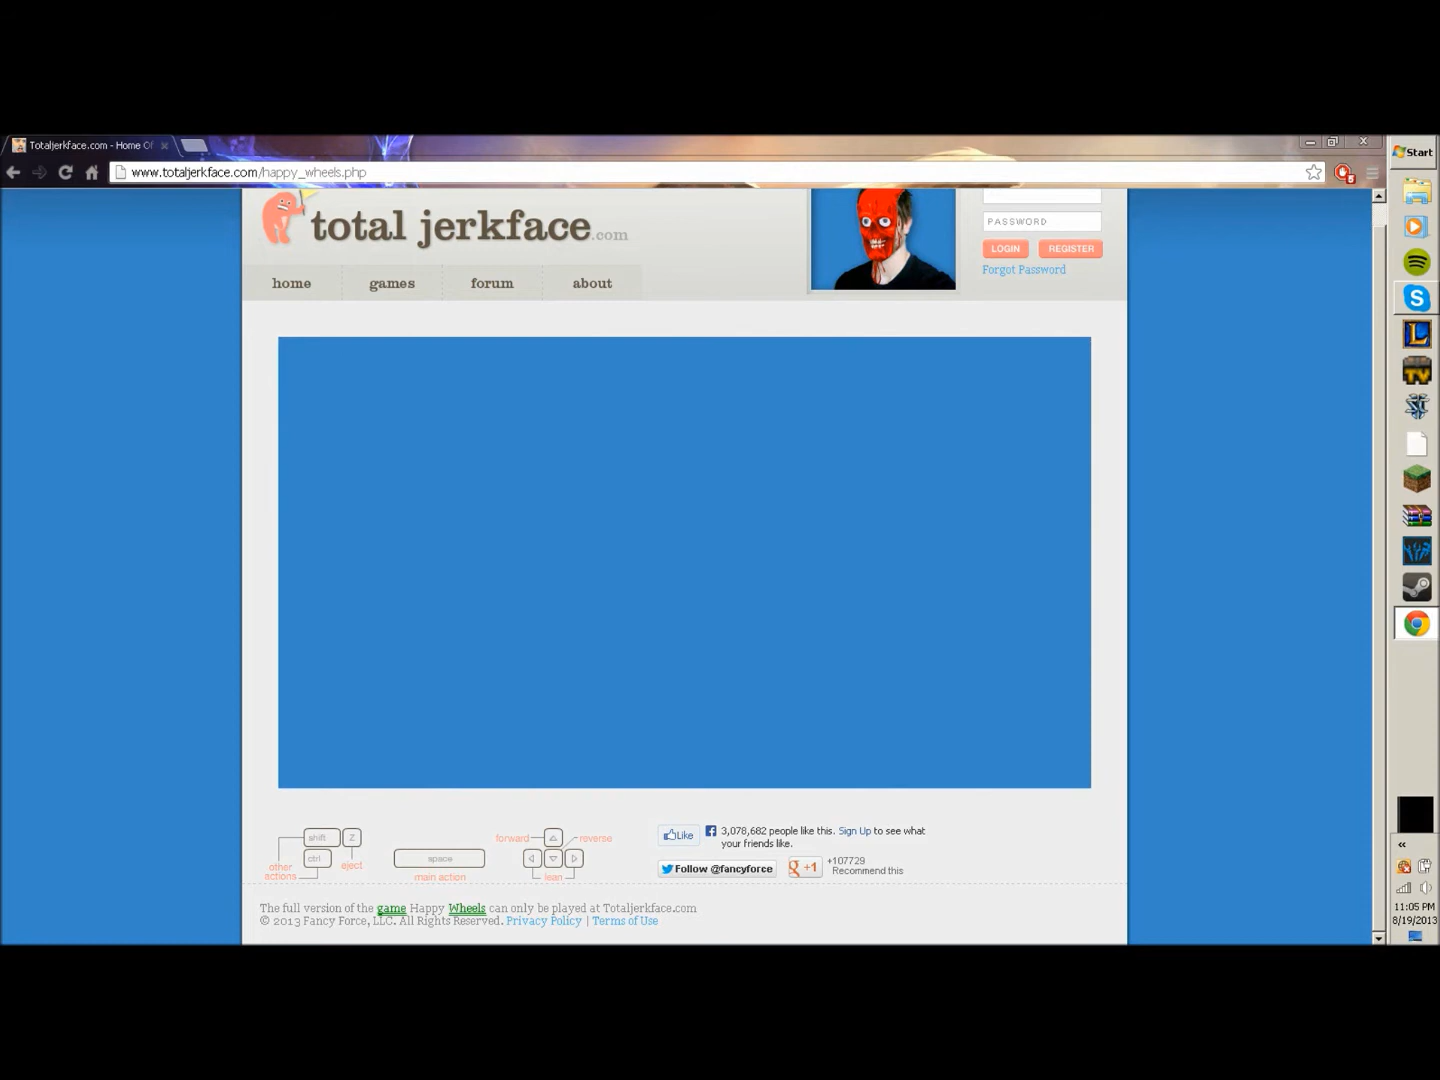 Totaljerkface.com - Home Of
www.totaljerkface.com/happy_wheels.php
Start
total jerkface.com
PASSWORD
LOGIN REGISTER
Forgot Password
home games forum about
shift Z
ctrl
other actions
eject
space
main action
forward reverse
lean
Like 3,078,682 people like this. Sign Up to see what
your friends like.
Follow @fancyforce
+1 +107729
Recommend this
The full version of the game Happy Wheels can only be played at Totaljerkface.com
© 2013 Fancy Force, LLC. All Rights Reserved. Privacy Policy | Terms of Use
5
S
L
TV
«
11:05 PM
8/19/2013